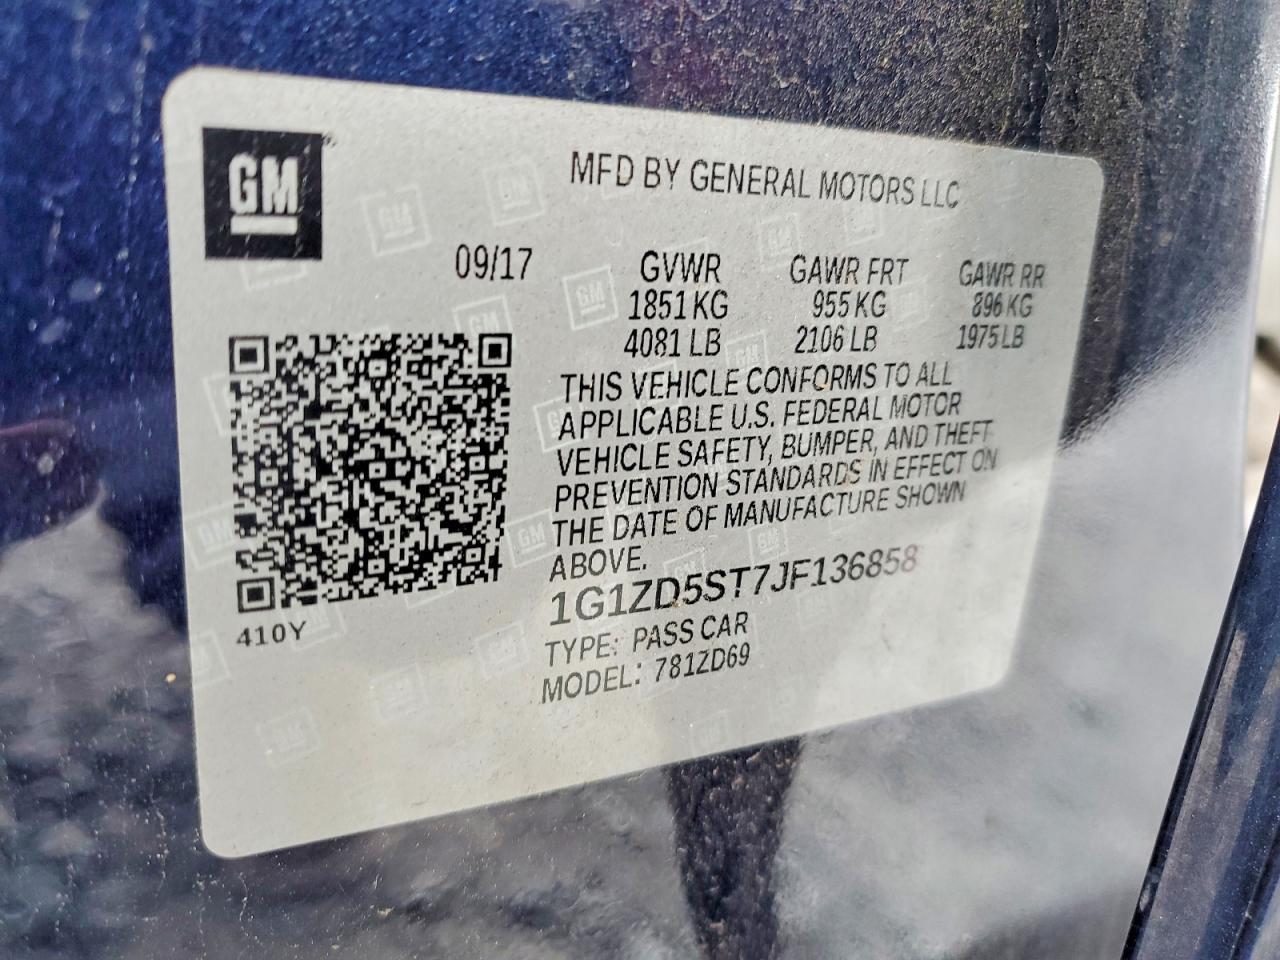 GM
MFD BY GENERAL MOTORS LLC
09/17 GVWR GAWR FRT GAWR RR
1851 KG 955 KG 896 KG
4081 LB 2106 LB 1975 LB
THIS VEHICLE CONFORMS TO ALL
APPLICABLE U.S. FEDERAL MOTOR
VEHICLE SAFETY, BUMPER, AND THEFT
PREVENTION STANDARDS IN EFFECT ON
THE DATE OF MANUFACTURE SHOWN
ABOVE.
1G1ZD5ST7JF136858
410Y
TYPE: PASS CAR
MODEL: 781ZD69